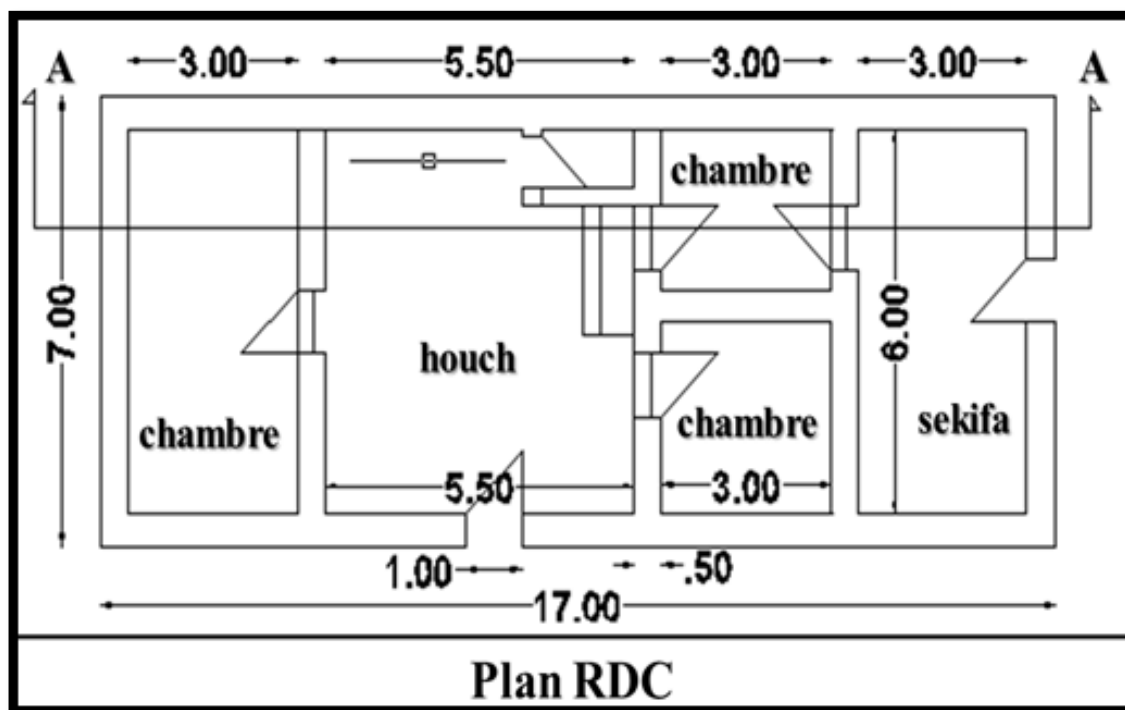 3.00 5.50 3.00 3.00
A A
chambre
7.00
6.00
houch
chambre chambre sekifa
5.50 3.00
1.00 .50
17.00
Plan RDC